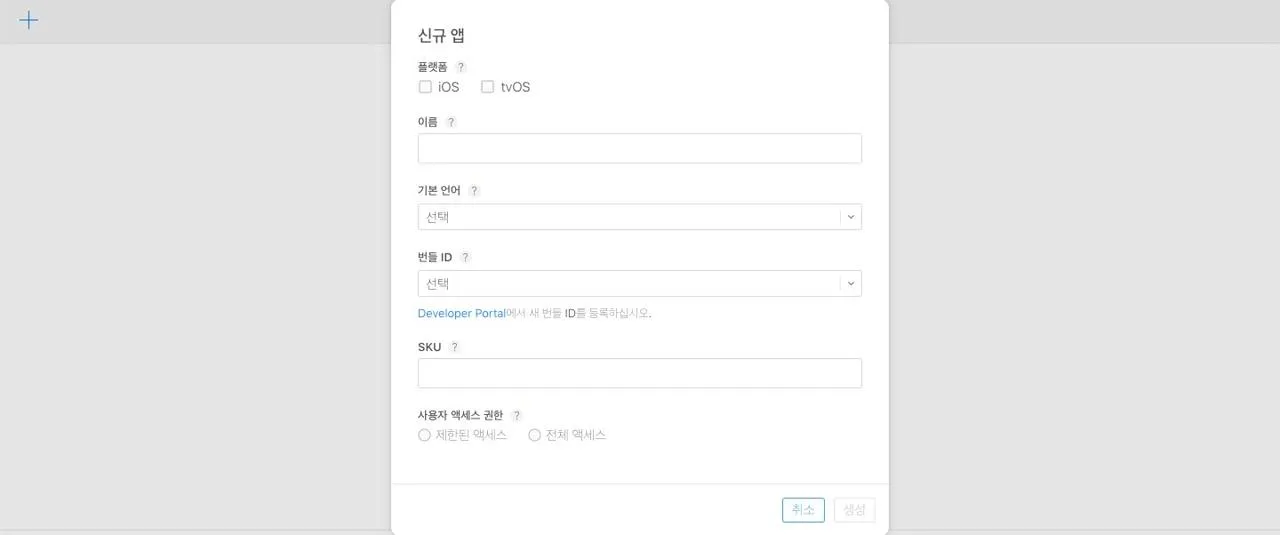 신규 앱
플랫폼 ?
iOS tvOS
이름 ?
기본 언어 ?
선택
번들 ID ?
선택
Developer Portal에서 새 번들 ID를 등록하십시오.
SKU ?
사용자 액세스 권한 ?
제한된 액세스 전체 액세스
취소 생성